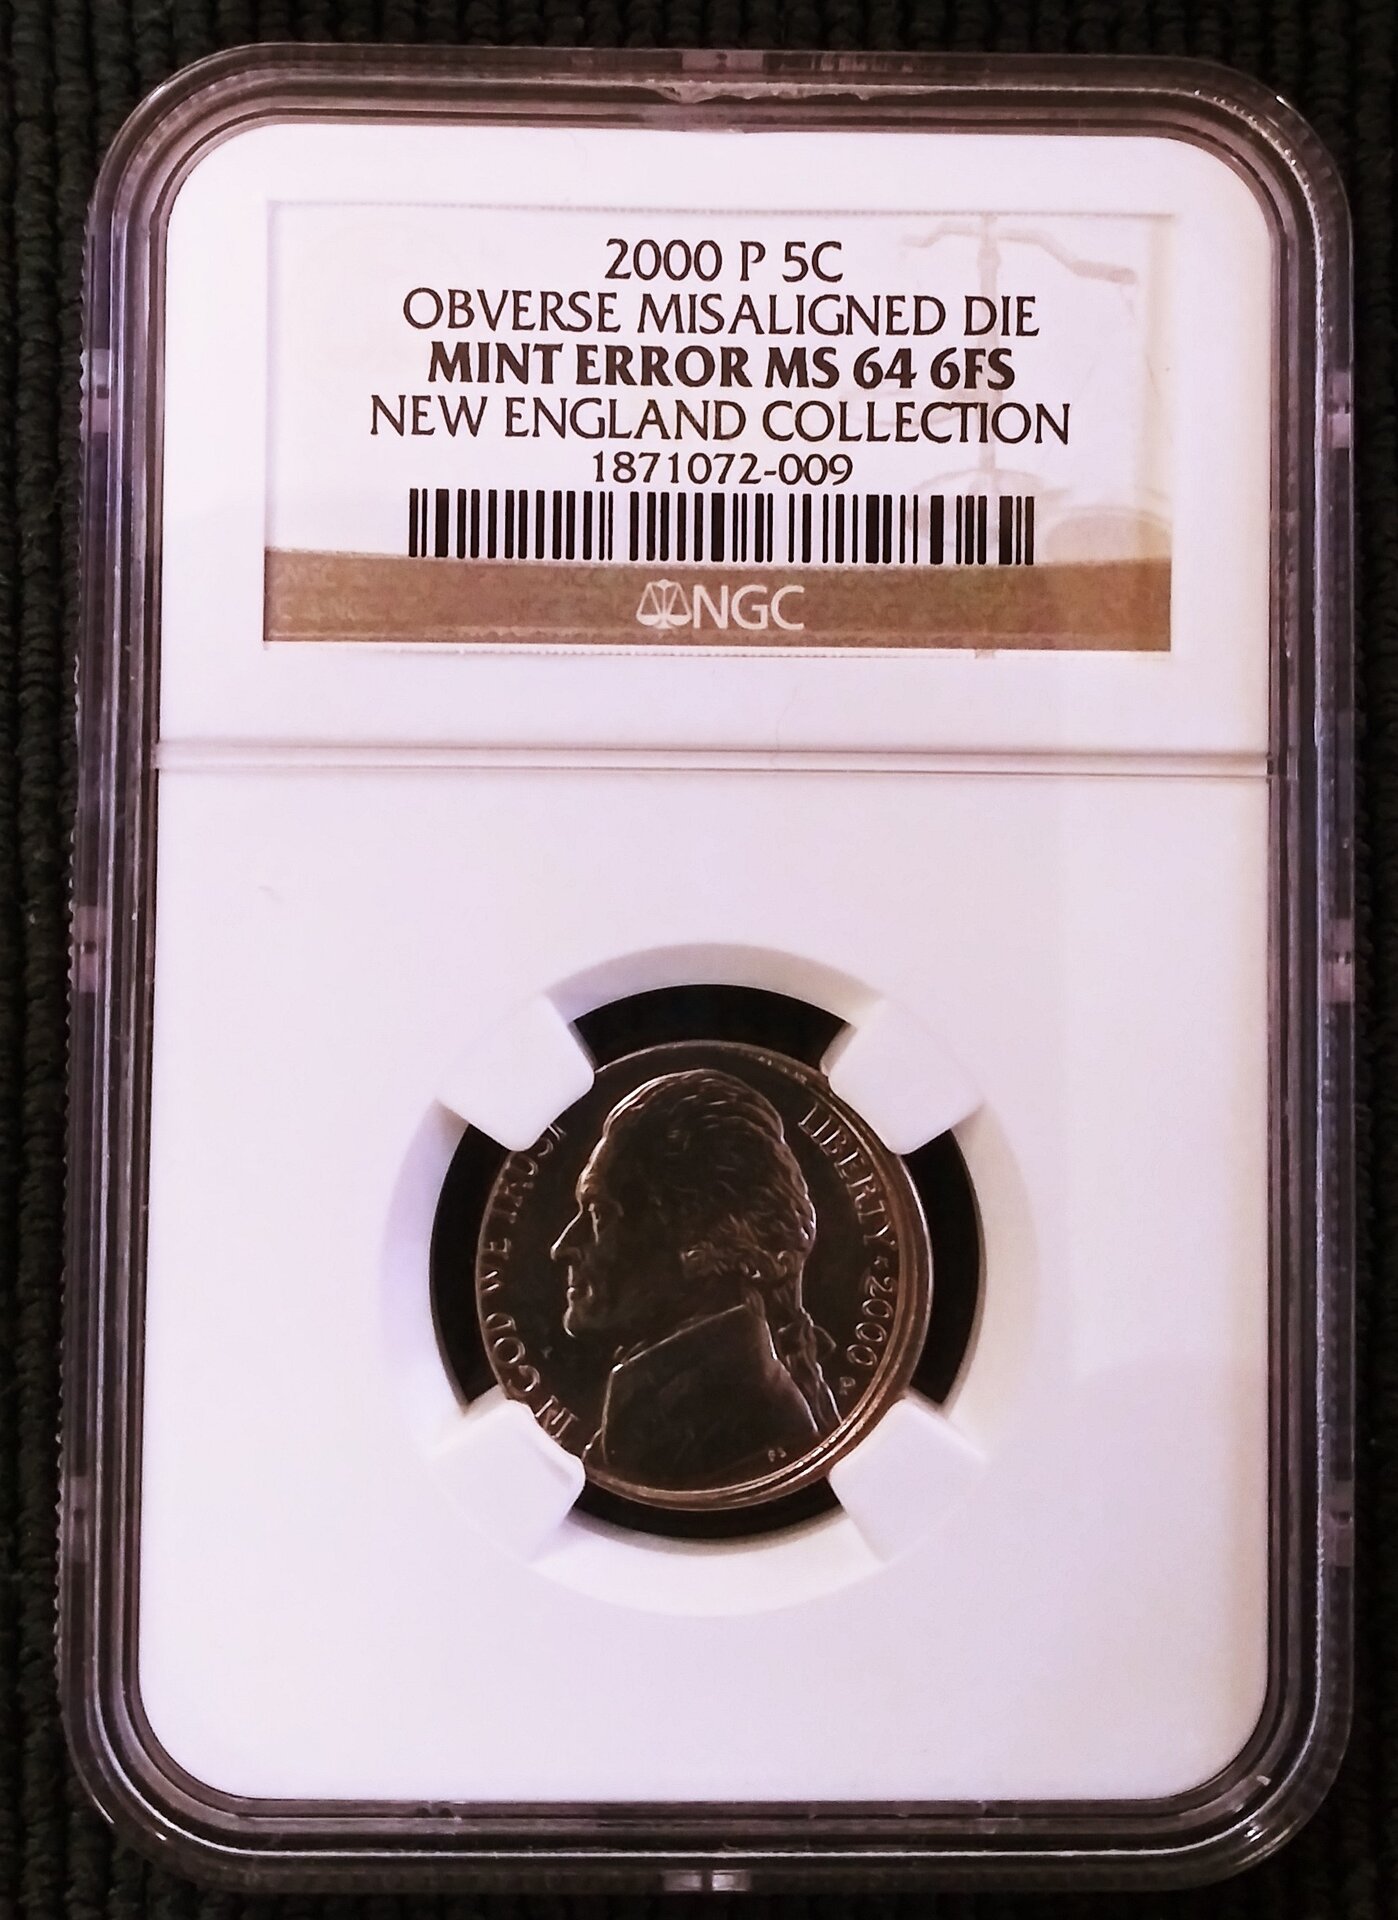 2000 P 5C
OBVERSE MISALIGNED DIE
MINT ERROR MS 64 6FS
NEW ENGLAND COLLECTION
1871072-009
NGC
IN GOD WE TRUST
LIBERTY ★ 2000
P
FS